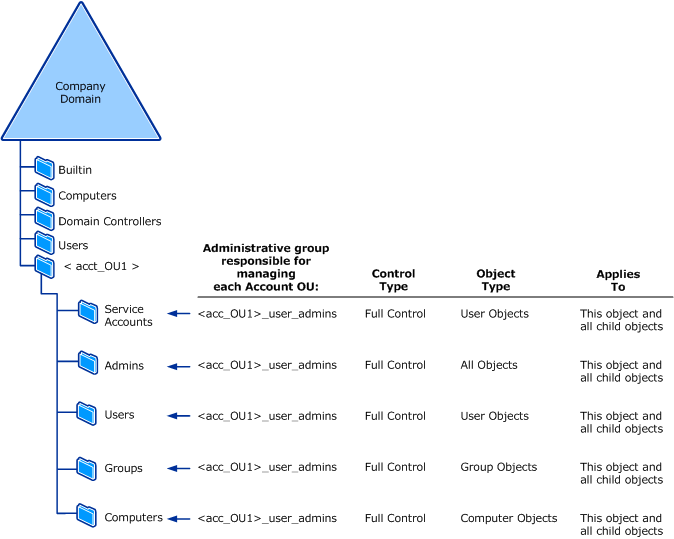 Company
Domain
Builtin
Computers
Domain Controllers
Users
< acct_OU1 >
Administrative group
responsible for
managing
each Account OU:
Control
Type
Object
Type
Applies
To
Service
Accounts
<acc_OU1>_user_admins
Full Control
User Objects
This object and
all child objects
Admins
<acc_OU1>_user_admins
Full Control
All Objects
This object and
all child objects
Users
<acc_OU1>_user_admins
Full Control
User Objects
This object and
all child objects
Groups
<acc_OU1>_user_admins
Full Control
Group Objects
This object and
all child objects
Computers
<acc_OU1>_user_admins
Full Control
Computer Objects
This object and
all child objects